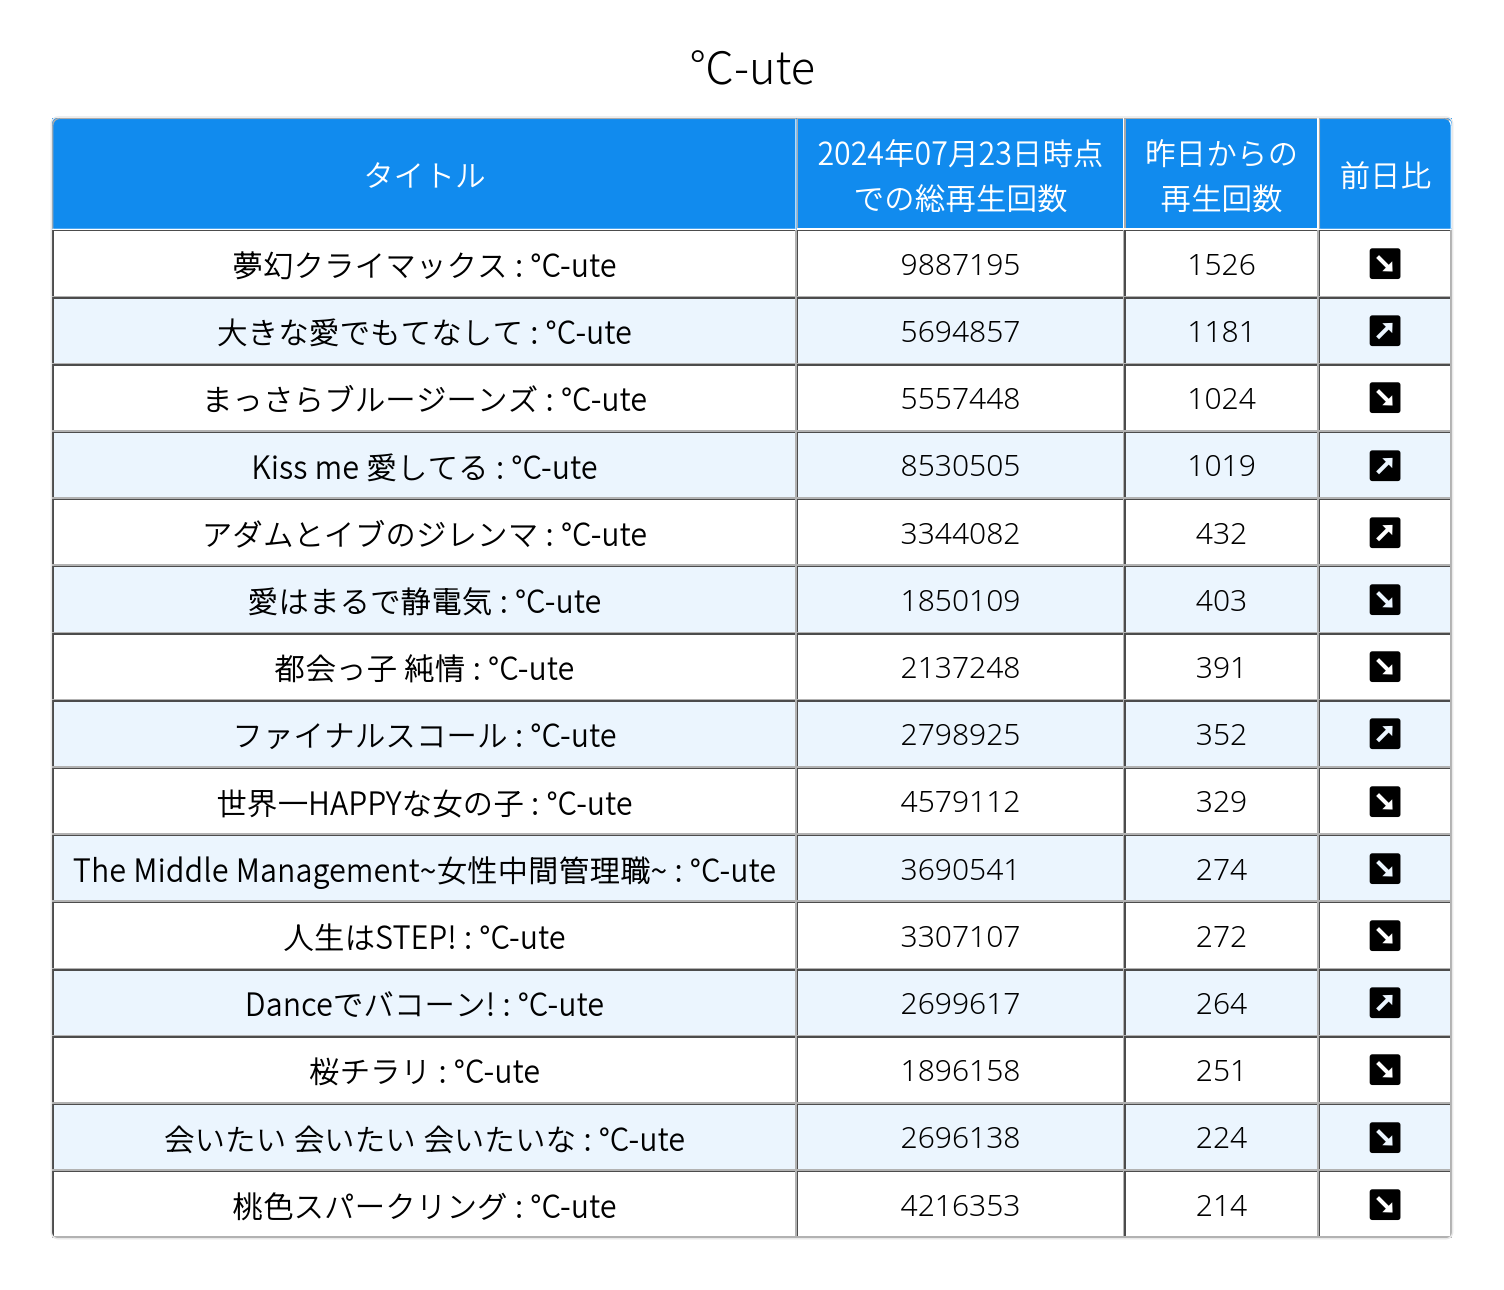 ℃-ute
タイトル 2024年07月23日時点 昨日からの 前日比
での総再生回数 再生回数
夢幻クライマックス : ℃-ute 9887195 1526
大きな愛でもてなして : ℃-ute 5694857 1181
まっさらブルージーンズ : ℃-ute 5557448 1024
Kiss me 愛してる : ℃-ute 8530505 1019
アダムとイブのジレンマ : ℃-ute 3344082 432
愛はまるで静電気 : ℃-ute 1850109 403
都会っ子 純情 : ℃-ute 2137248 391
ファイナルスコール : ℃-ute 2798925 352
世界一HAPPYな女の子 : ℃-ute 4579112 329
The Middle Management~女性中間管理職~ : ℃-ute 3690541 274
人生はSTEP! : ℃-ute 3307107 272
Danceでバコーン! : ℃-ute 2699617 264
桜チラリ : ℃-ute 1896158 251
会いたい 会いたい 会いたいな : ℃-ute 2696138 224
桃色スパークリング : ℃-ute 4216353 214